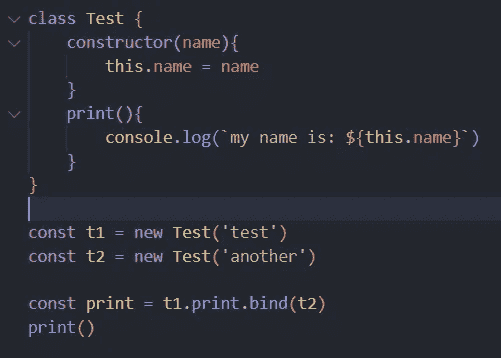 class Test {
    constructor(name){
        this.name = name
    }
    print(){
        console.log(`my name is: ${this.name}`)
    }
}
const t1 = new Test('test')
const t2 = new Test('another')
const print = t1.print.bind(t2)
print()